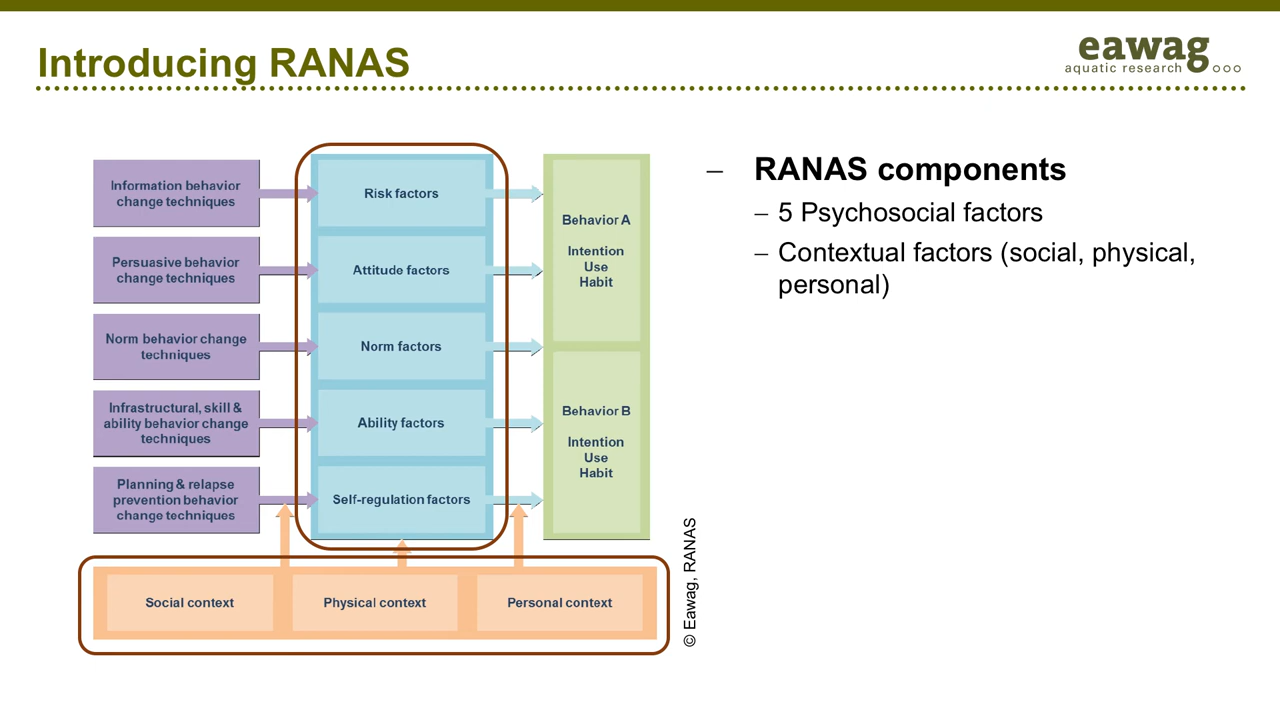 Introducing RANAS
eawag
aquatic research
Information behavior
change techniques
Persuasive behavior
change techniques
Norm behavior change
techniques
Infrastructural, skill &
ability behavior change
techniques
Planning & relapse
prevention behavior
change techniques
Risk factors
Attitude factors
Norm factors
Ability factors
Self-regulation factors
Behavior A
Intention
Use
Habit
Behavior B
Intention
Use
Habit
Social context
Physical context
Personal context
© Eawag, RANAS
– RANAS components
– 5 Psychosocial factors
– Contextual factors (social, physical,
personal)